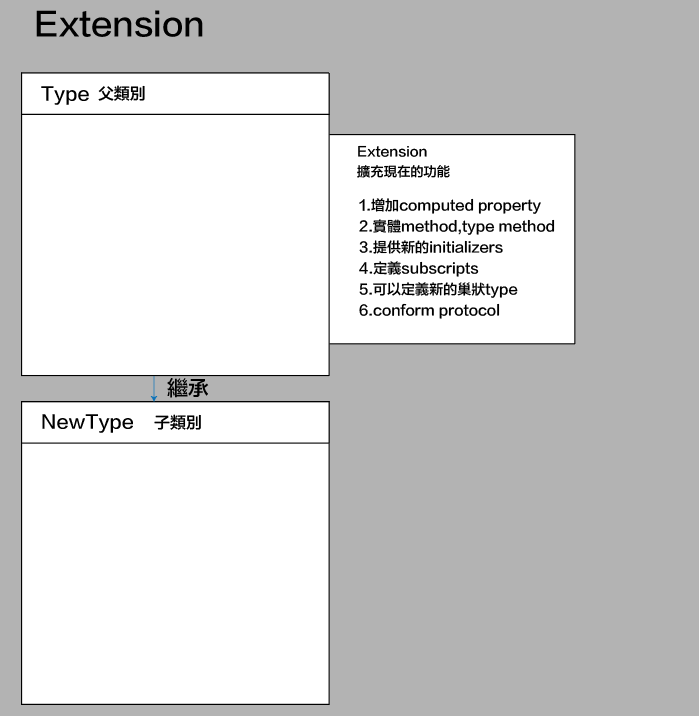 Extension
Type 父類別
Extension
擴充現在的功能
1.增加computed property
2.實體method,type method
3.提供新的initializers
4.定義subscripts
5.可以定義新的巢狀type
6.conform protocol
繼承
NewType 子類別